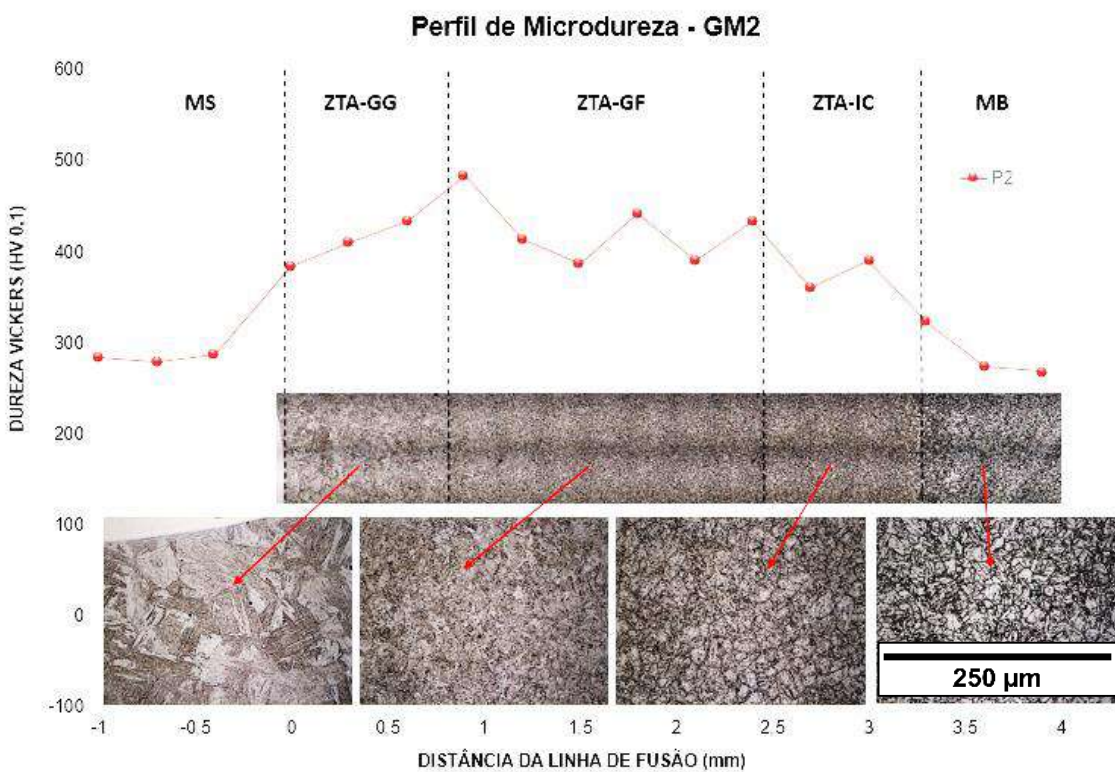 Perfil de Microdureza - GM2
600
MS ZTA-GG ZTA-GF ZTA-IC MB
500
P2
400
DUREZA VICKERS (HV 0,1)
300
200
100
0
-100
250 µm
-1 -0.5 0 0.5 1 1.5 2 2.5 3 3.5 4
DISTÂNCIA DA LINHA DE FUSÃO (mm)